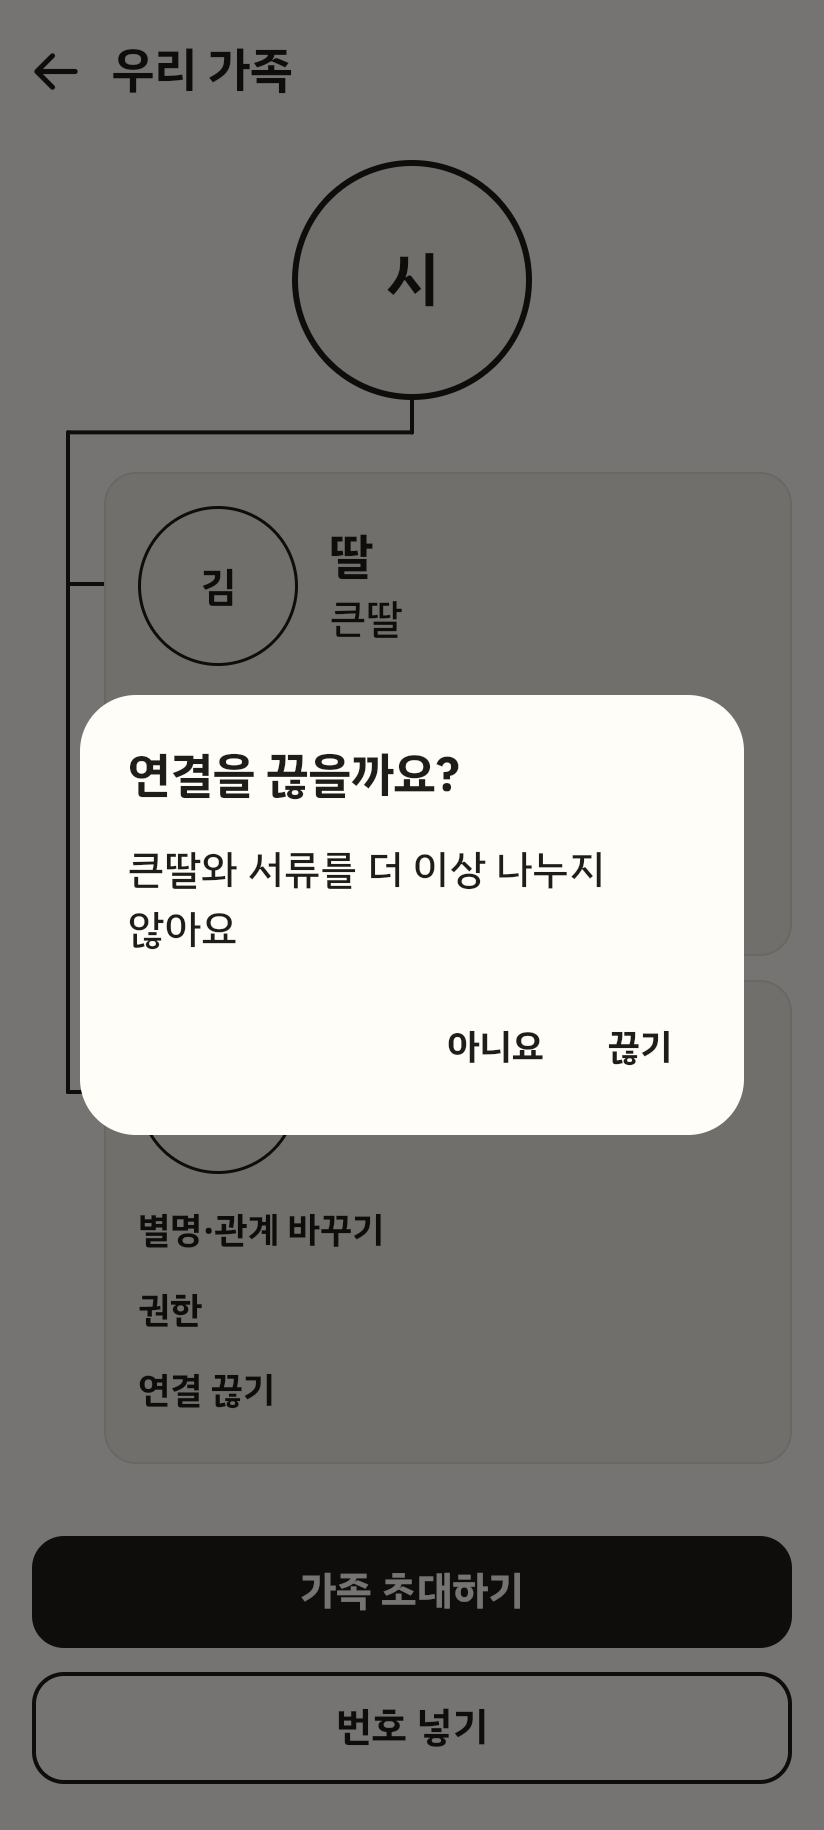 우리 가족
시
김
딸
큰딸
연결을 끊을까요?
큰딸와 서류를 더 이상 나누지
않아요
아니요 끊기
별명·관계 바꾸기
권한
연결 끊기
가족 초대하기
번호 넣기